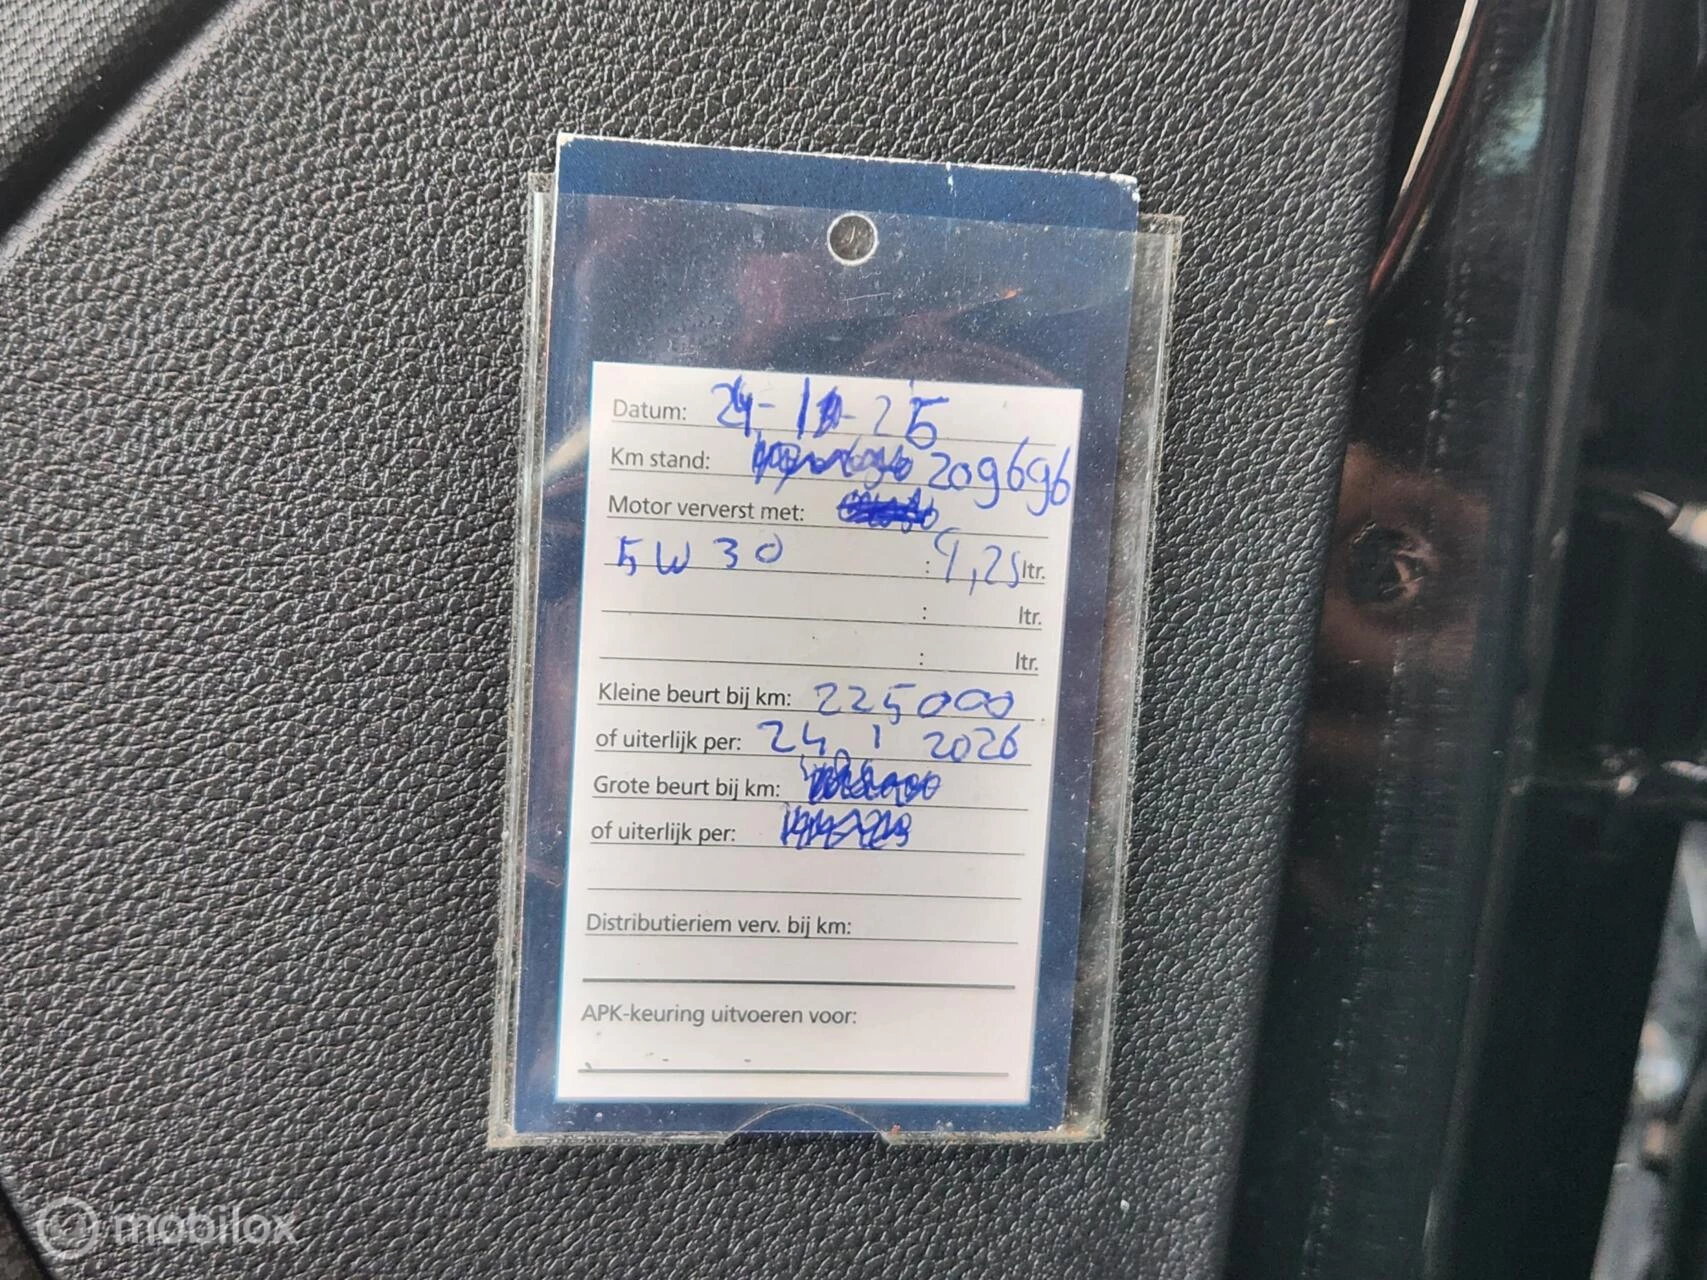 Datum: 24-1-25
Km stand: 209696
Motor ververst met:
5W30 : 9,25 ltr.
: ltr.
: ltr.
Kleine beurt bij km: 225000
of uiterlijk per: 24 1 2026
Grote beurt bij km:
of uiterlijk per:
Distributieriem verv. bij km:
APK-keuring uitvoeren voor:
mobilox